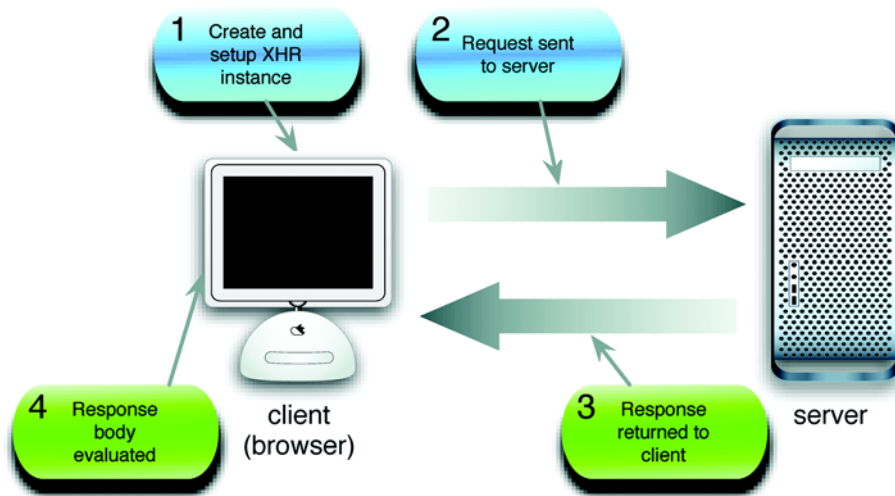 1
Create and
setup XHR
instance
2
Request sent
to server
client
(browser)
server
3
Response
returned to
client
4
Response
body
evaluated